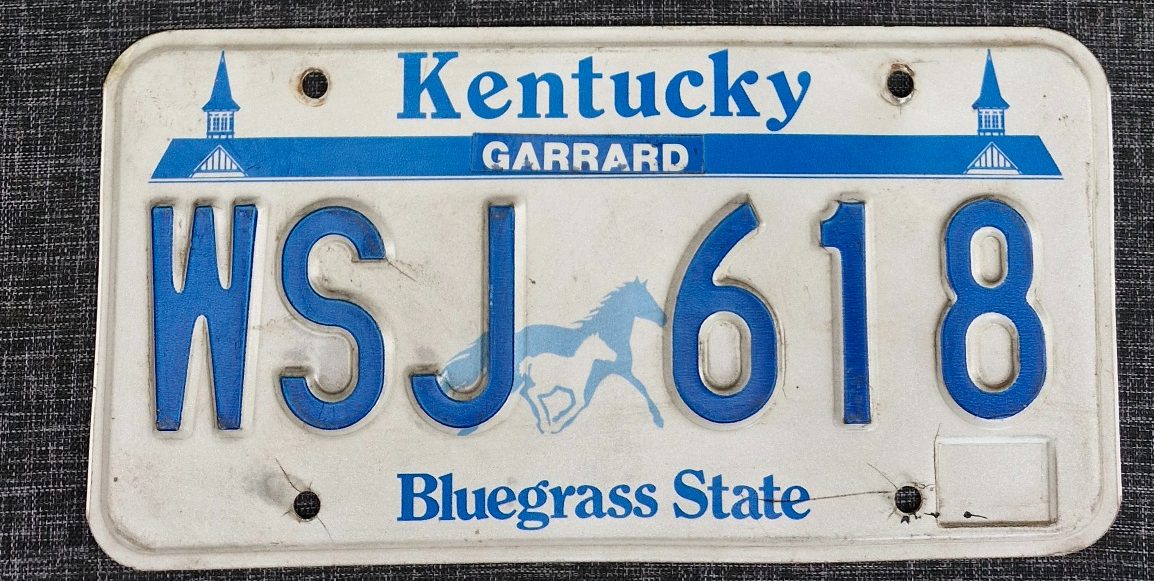 Kentucky
GARRARD
WSJ 618
Bluegrass State